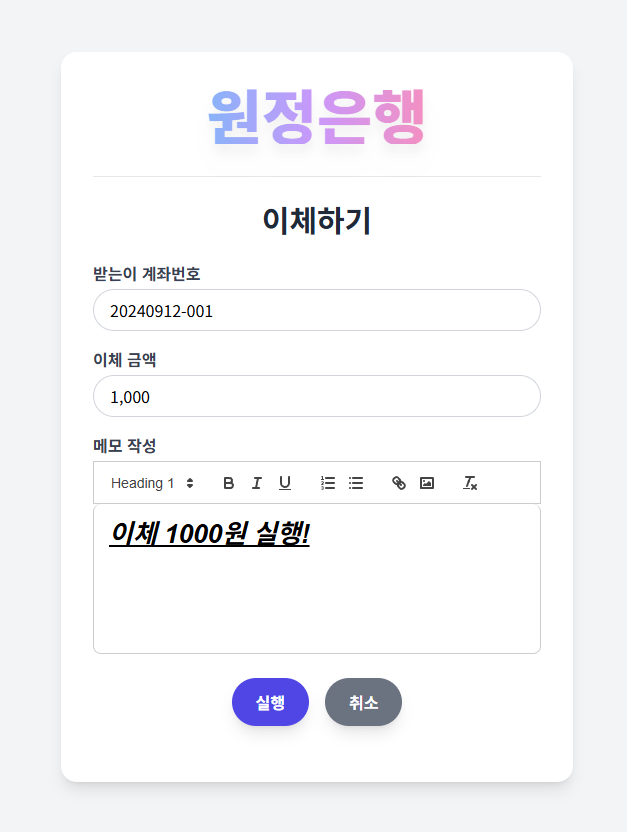 원정은행
이체하기
받는이 계좌번호
20240912-001
이체 금액
1,000
메모 작성
Heading 1 B I U
이체 1000원 실행!
실행 취소